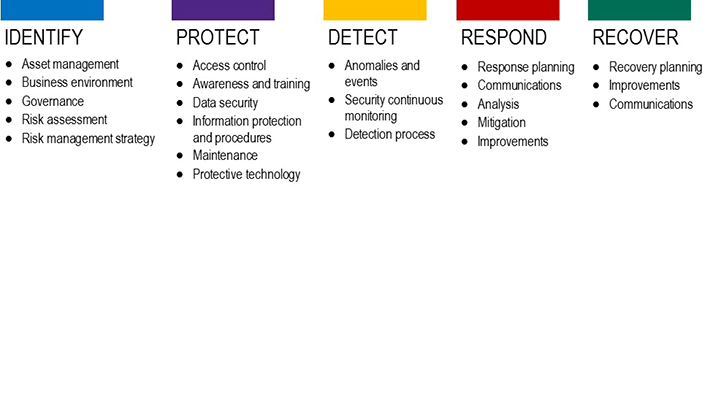 IDENTIFY
Asset management
Business environment
Governance
Risk assessment
Risk management strategy
PROTECT
Access control
Awareness and training
Data security
Information protection
and procedures
Maintenance
Protective technology
DETECT
Anomalies and
events
Security continuous
monitoring
Detection process
RESPOND
Response planning
Communications
Analysis
Mitigation
Improvements
RECOVER
Recovery planning
Improvements
Communications